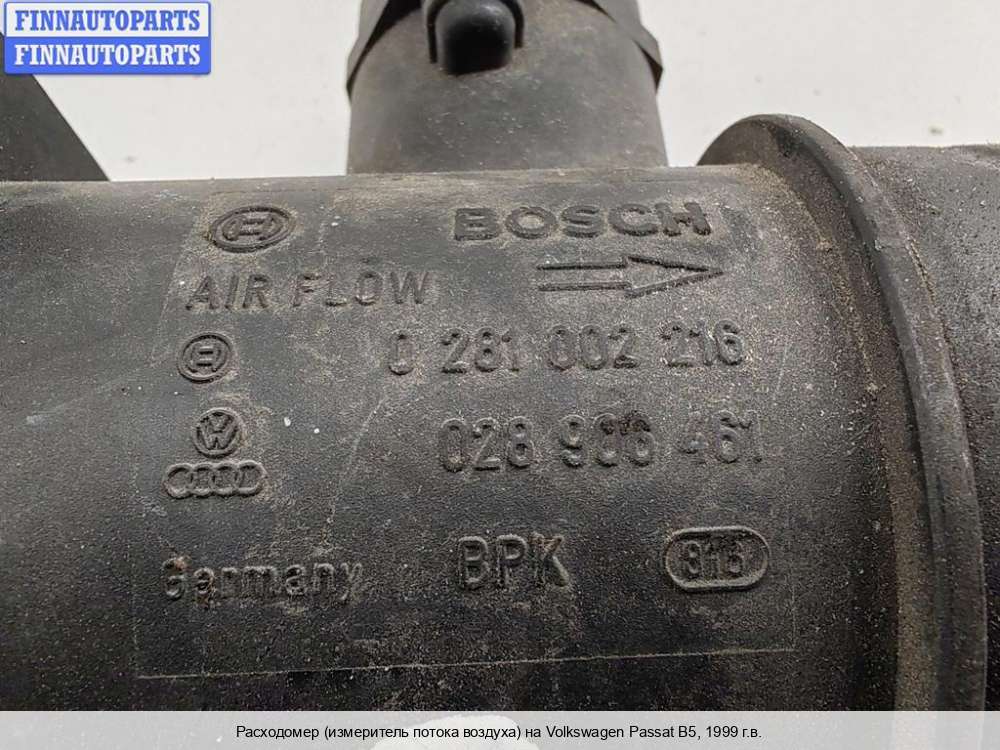 FINNAUTOPARTS
FINNAUTOPARTS
BOSCH
AIR FLOW
0 281 002 216
028 906 461
Germany BPK
Расходомер (измеритель потока воздуха) на Volkswagen Passat B5, 1999 г.в.